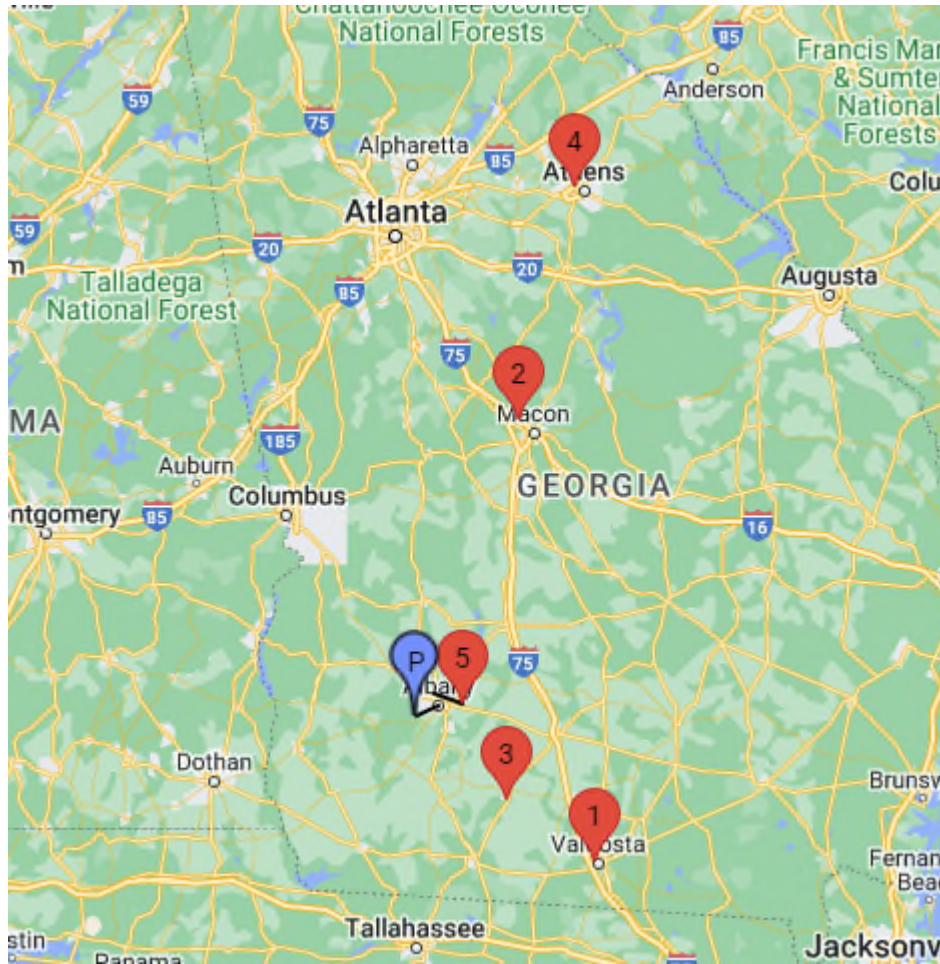 Chattahoochee Oconee
National Forests
85
Francis Mar
& Sumte
National
Forests
Anderson
59
75
Alpharetta
85
4
Athens
Colu
Atlanta
59
20
m
Talladega
National Forest
85
20
Augusta
75
2
Macon
MA
185
Auburn
Columbus
GEORGIA
ntgomery
85
16
P
5
75
Albany
3
Dothan
Brunsw
1
Valdosta
Fernan
Bea
Tallahassee
stin
Panama
Jacksonv